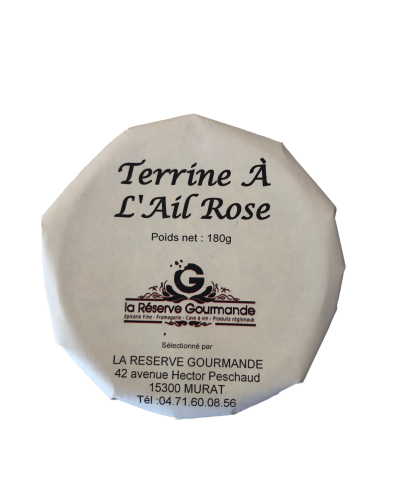 Terrine À
L'Ail Rose
Poids net : 180g
G
la Réserve Gourmande
Epicerie Fine - Fromagerie - Cave à vin - Produits régionaux
Sélectionné par
LA RESERVE GOURMANDE
42 avenue Hector Peschaud
15300 MURAT
Tél :04.71.60.08.56